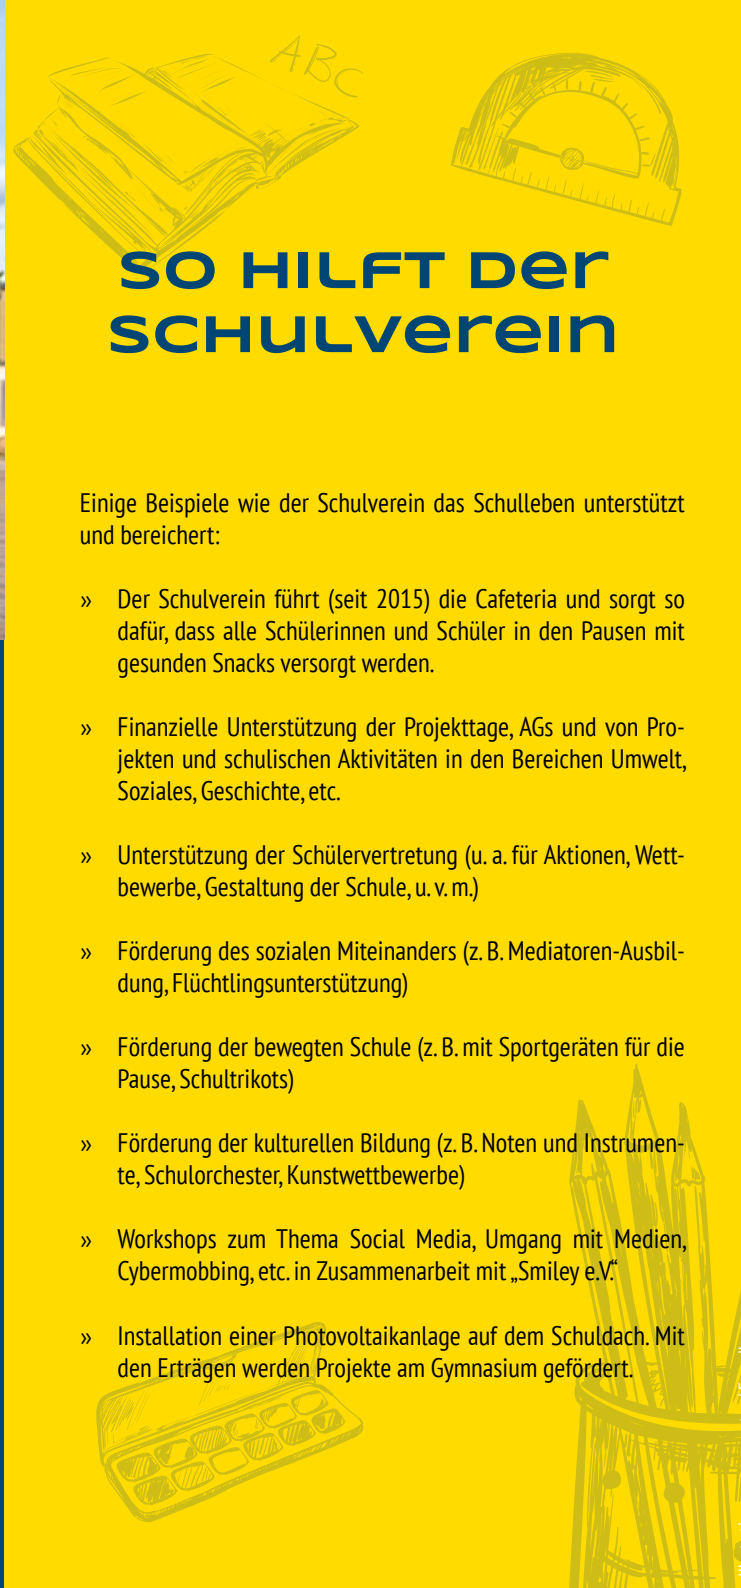 ABC
SO HILFT DER
SCHULVEREIN
Einige Beispiele wie der Schulverein das Schulleben unterstützt
und bereichert:
» Der Schulverein führt (seit 2015) die Cafeteria und sorgt so
dafür, dass alle Schülerinnen und Schüler in den Pausen mit
gesunden Snacks versorgt werden.
» Finanzielle Unterstützung der Projekttage, AGs und von Pro-
jekten und schulischen Aktivitäten in den Bereichen Umwelt,
Soziales, Geschichte, etc.
» Unterstützung der Schülervertretung (u. a. für Aktionen, Wett-
bewerbe, Gestaltung der Schule, u. v. m.)
» Förderung des sozialen Miteinanders (z. B. Mediatoren-Ausbil-
dung, Flüchtlingsunterstützung)
» Förderung der bewegten Schule (z. B. mit Sportgeräten für die
Pause, Schultrikots)
» Förderung der kulturellen Bildung (z. B. Noten und Instrumen-
te, Schulorchester, Kunstwettbewerbe)
» Workshops zum Thema Social Media, Umgang mit Medien,
Cybermobbing, etc. in Zusammenarbeit mit „Smiley e.V.“
» Installation einer Photovoltaikanlage auf dem Schuldach. Mit
den Erträgen werden Projekte am Gymnasium gefördert.